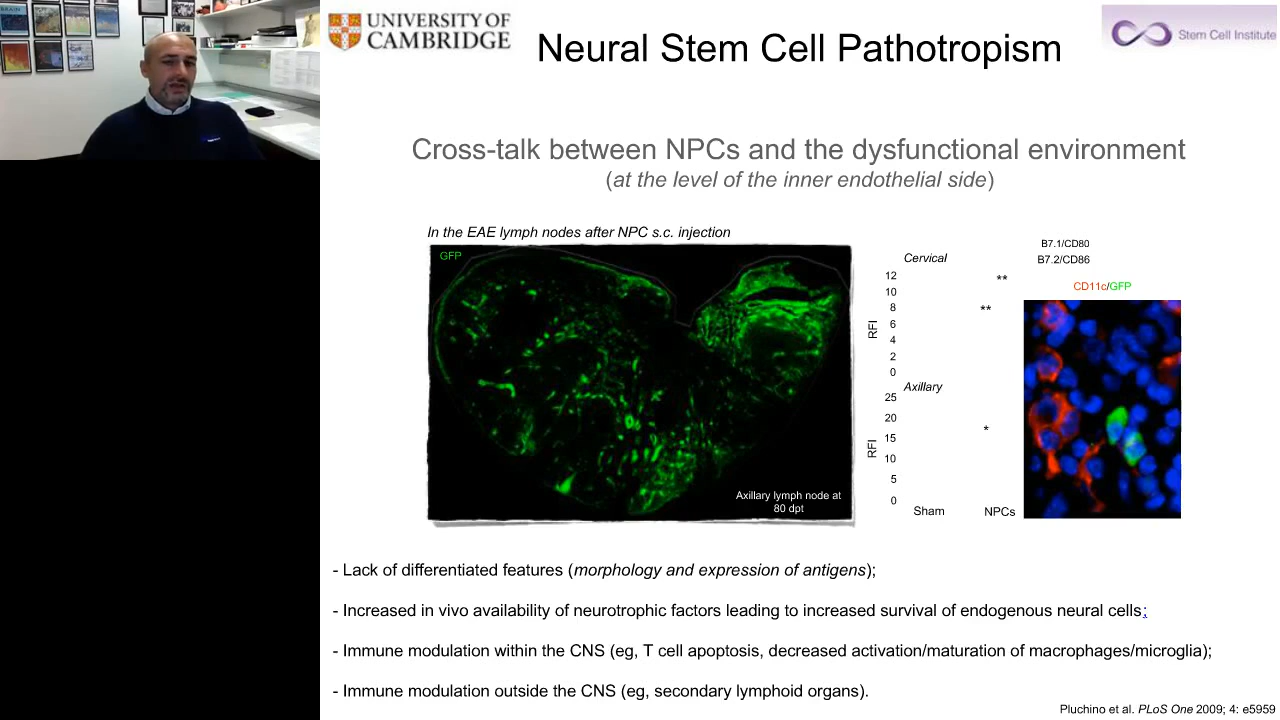 BRAIN
UNIVERSITY OF
CAMBRIDGE
Stem Cell Institute
Neural Stem Cell Pathotropism
Cross-talk between NPCs and the dysfunctional environment
(at the level of the inner endothelial side)
In the EAE lymph nodes after NPC s.c. injection
GFP
Axillary lymph node at
80 dpt
Cervical
12
10
8
6
4
2
0
RFI
**
**
Axillary
25
20
15
10
5
0
RFI
*
Sham
NPCs
B7.1/CD80
B7.2/CD86
CD11c/GFP
- Lack of differentiated features (morphology and expression of antigens);
- Increased in vivo availability of neurotrophic factors leading to increased survival of endogenous neural cells;
- Immune modulation within the CNS (eg, T cell apoptosis, decreased activation/maturation of macrophages/microglia);
- Immune modulation outside the CNS (eg, secondary lymphoid organs).
Pluchino et al. PLoS One 2009; 4: e5959